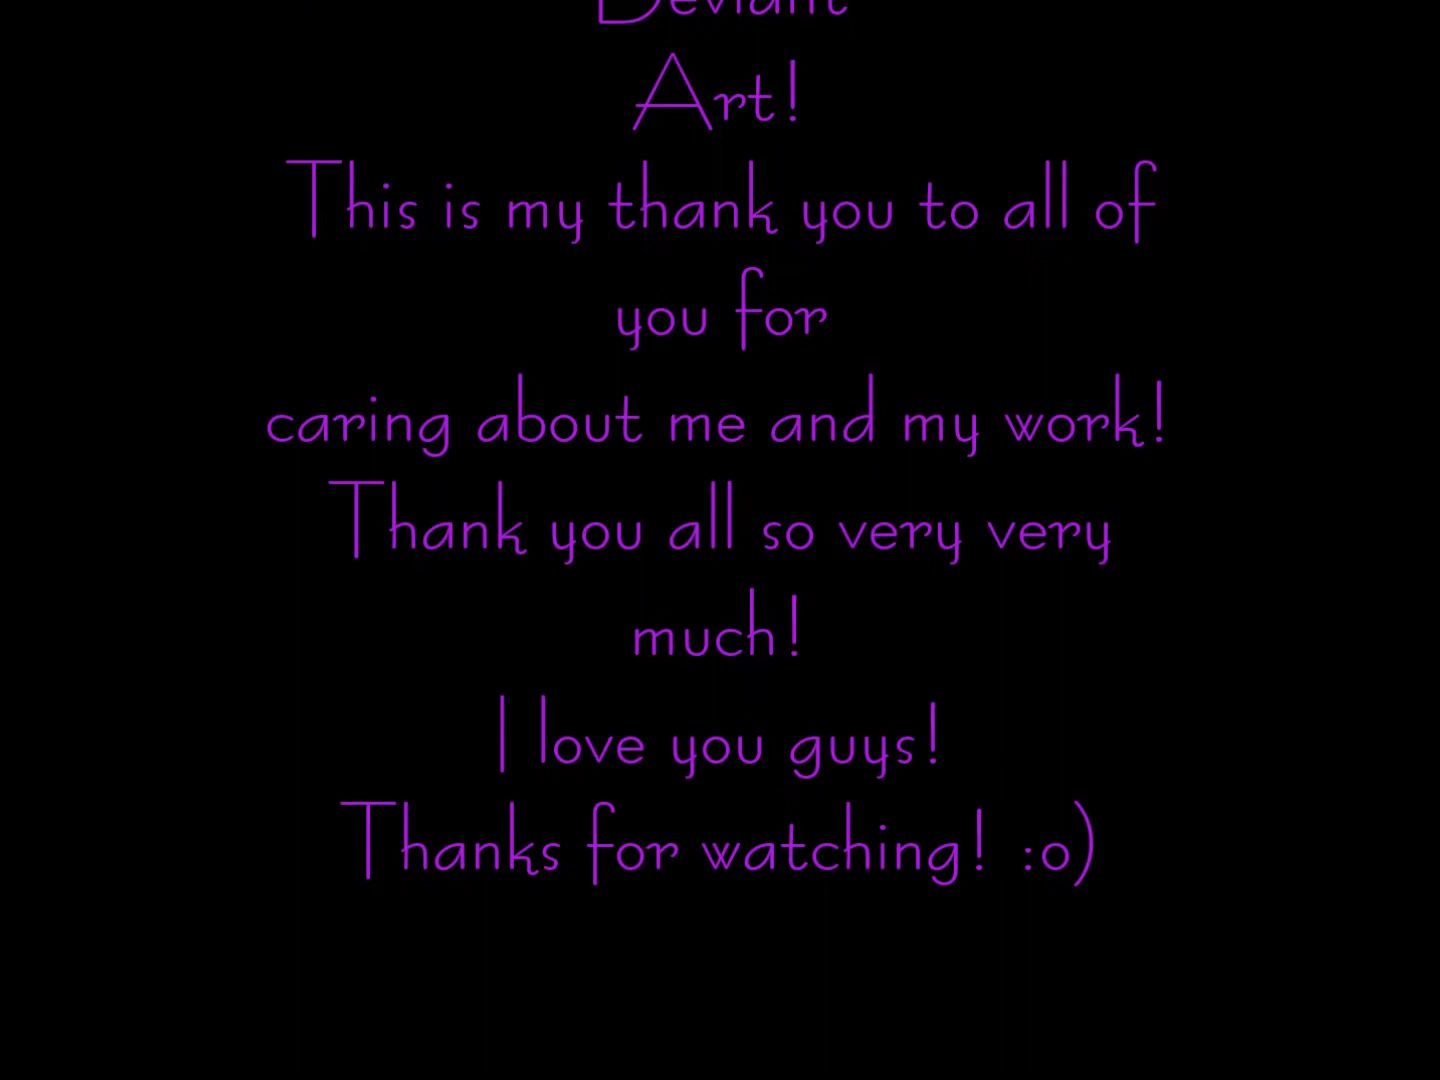 Deviant
Art!
This is my thank you to all of
you for
caring about me and my work!
Thank you all so very very
much!
I love you guys!
Thanks for watching! :o)